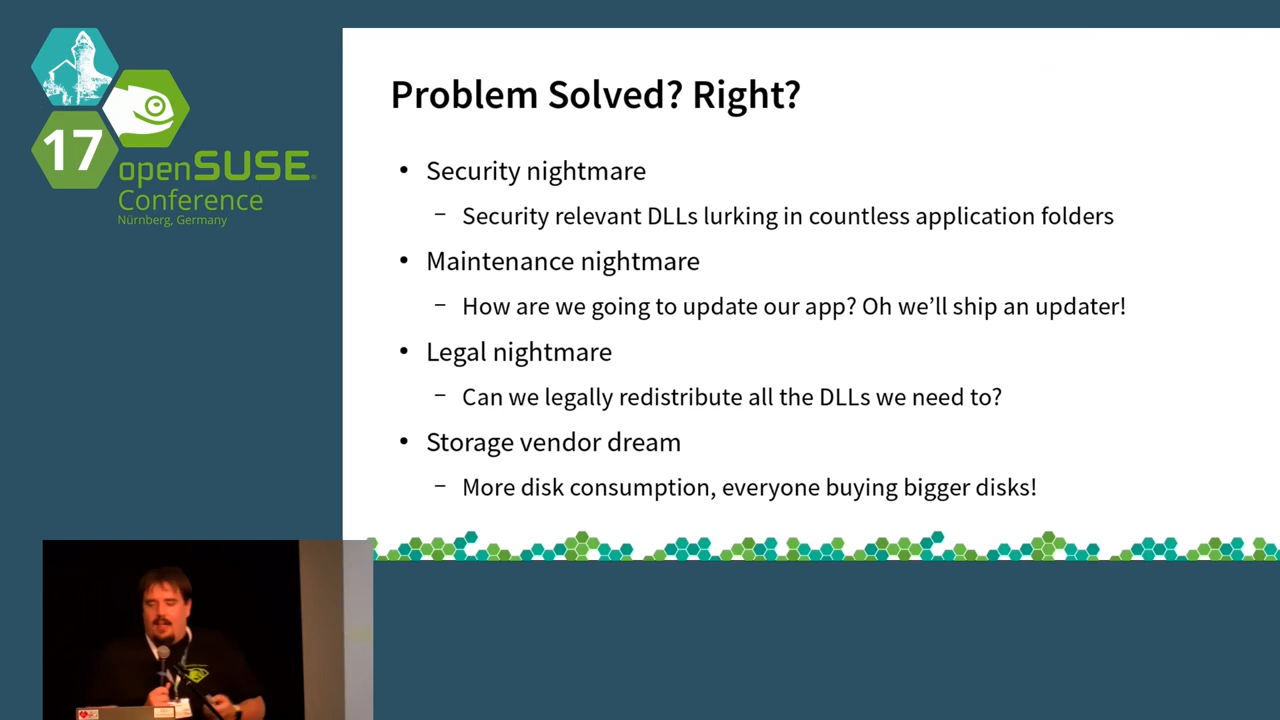 17
openSUSE
Conference
Nürnberg, Germany
Problem Solved? Right?
• Security nightmare
– Security relevant DLLs lurking in countless application folders
• Maintenance nightmare
– How are we going to update our app? Oh we’ll ship an updater!
• Legal nightmare
– Can we legally redistribute all the DLLs we need to?
• Storage vendor dream
– More disk consumption, everyone buying bigger disks!